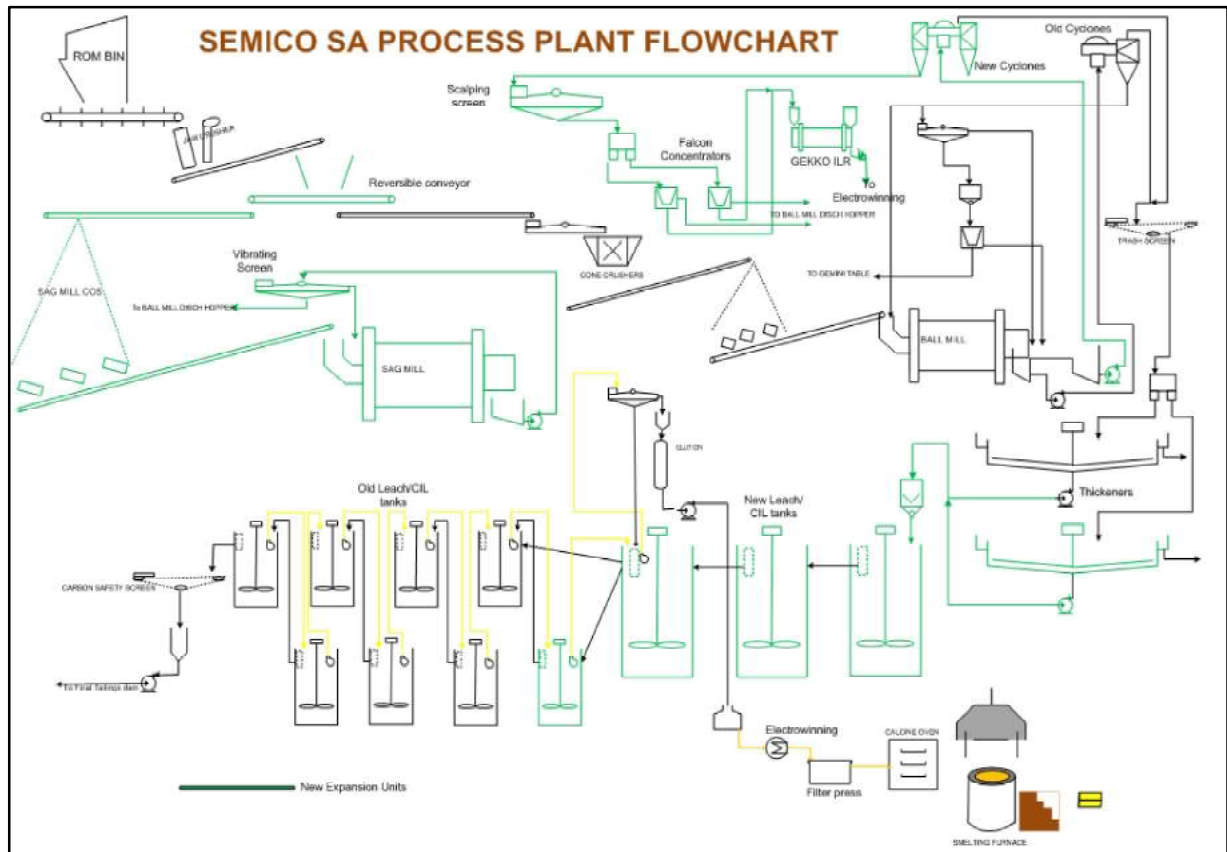 SEMICO SA PROCESS PLANT FLOWCHART
ROM BIN
JAW CRUSHER
Scalping
screen
Old Cyclones
New Cyclones
Falcon
Concentrators
GEKKO ILR
To
Electrowinning
Reversible conveyor
TO BALL MILL DISCH HOPPER
TRASH SCREEN
Vibrating
Screen
CONE CRUSHERS
TO GEMINI TABLE
SAG MILL COS
To BALL MILL DISCH HOPPER
BALL MILL
SAG MILL
ELUTION
Old Leach/CIL
tanks
New Leach/
CIL tanks
Thickeners
CARBON SAFETY SCREEN
To Final Tailings dam
Electrowinning
CALCINE OVEN
Filter press
New Expansion Units
SMELTING FURNACE